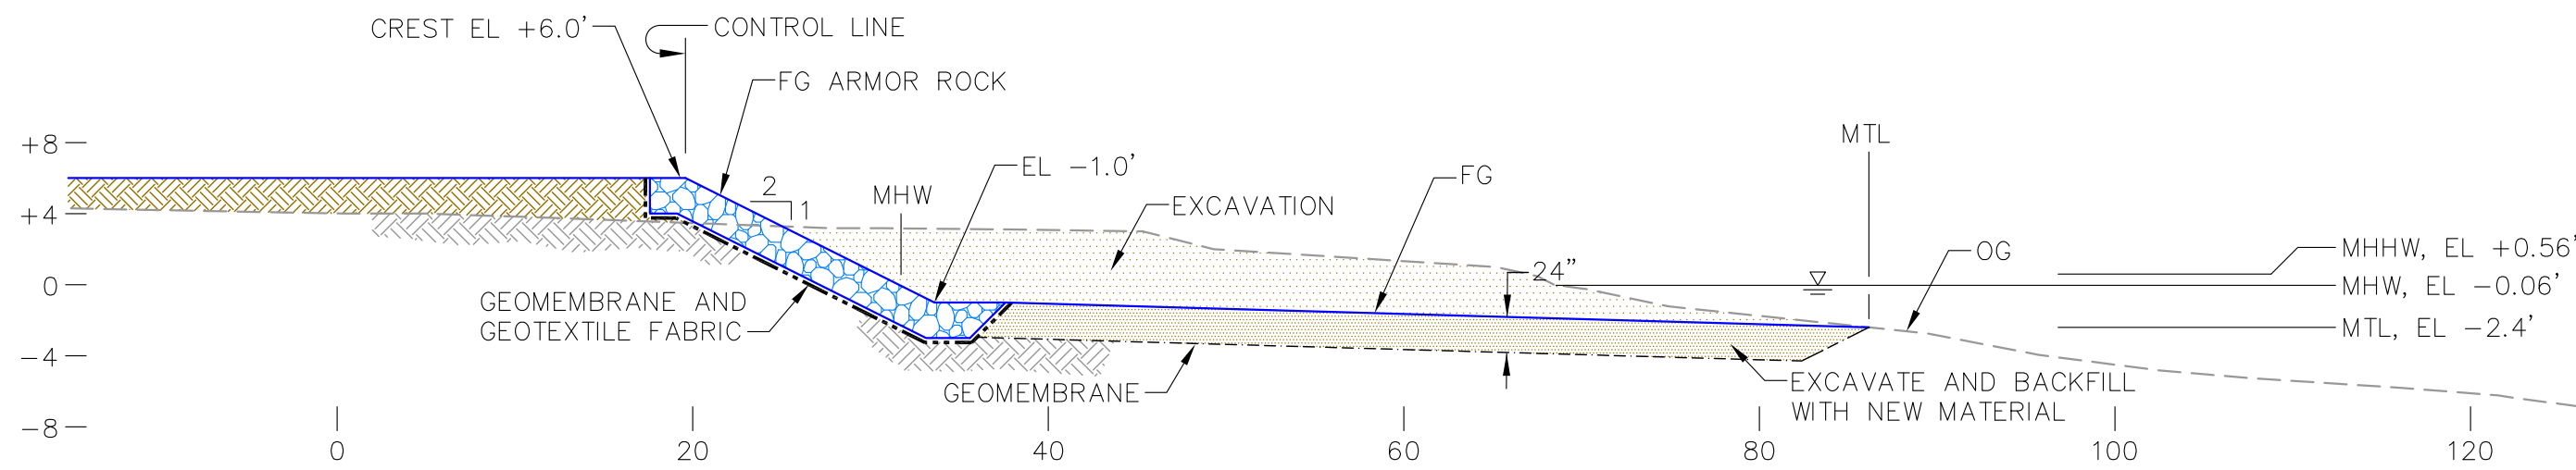 CREST EL +6.0'
CONTROL LINE
FG ARMOR ROCK
+8
MTL
EL -1.0'
FG
2
1
MHW
EXCAVATION
+4
OG
MHHW, EL +0.56'
24"
0
MHW, EL -0.06'
GEOMEMBRANE AND
GEOTEXTILE FABRIC
MTL, EL -2.4'
-4
GEOMEMBRANE
EXCAVATE AND BACKFILL
WITH NEW MATERIAL
-8
0 20 40 60 80 100 120